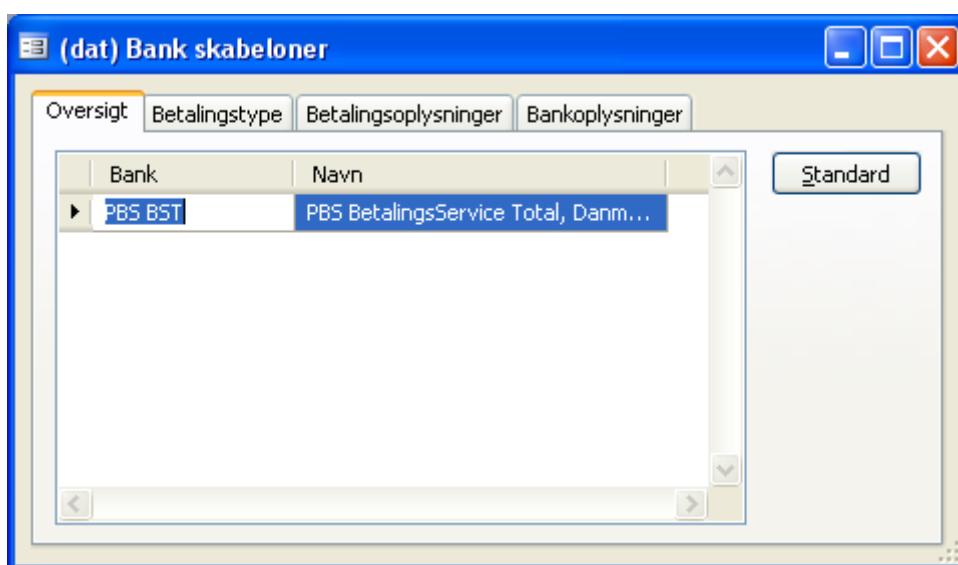 (dat) Bank skabeloner
Oversigt Betalingstype Betalingsoplysninger Bankoplysninger
Bank Navn Standard
PBS BST PBS BetalingsService Total, Danm...